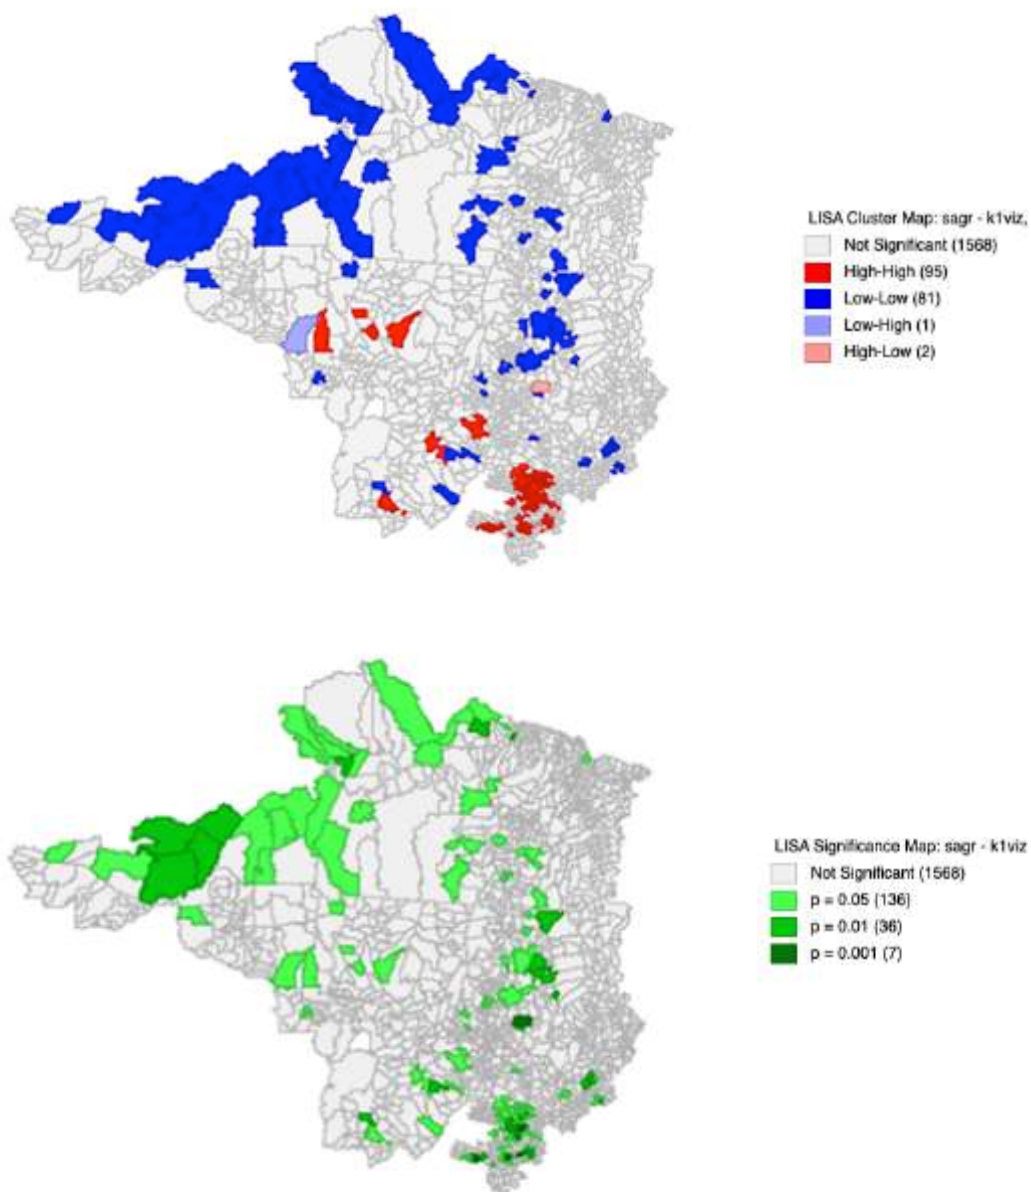 LISA Cluster Map: sagr - k1viz,
Not Significant (1568)
High-High (95)
Low-Low (81)
Low-High (1)
High-Low (2)
LISA Significance Map: sagr - k1viz
Not Significant (1568)
p = 0.05 (136)
p = 0.01 (36)
p = 0.001 (7)